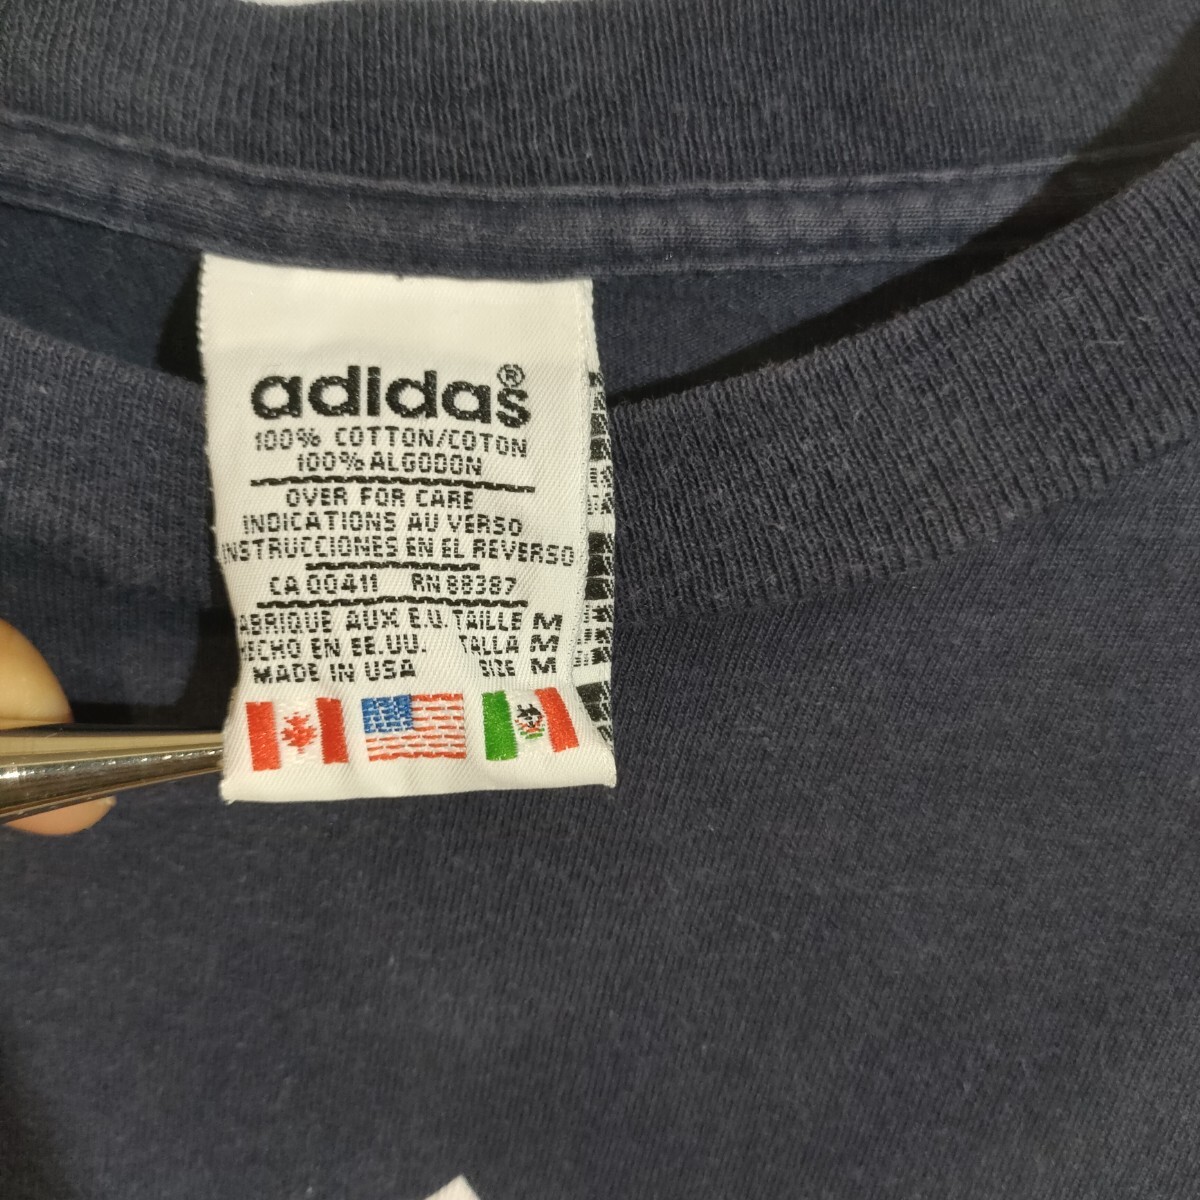 adidas®
100% COTTON/COTON
100% ALGODON
OVER FOR CARE
INDICATIONS AU VERSO
INSTRUCCIONES EN EL REVERSO
CA 00411 RN 88387
FABRIQUE AUX E.U. TAILLE M
HECHO EN EE.UU. TALLA M
MADE IN USA SIZE M